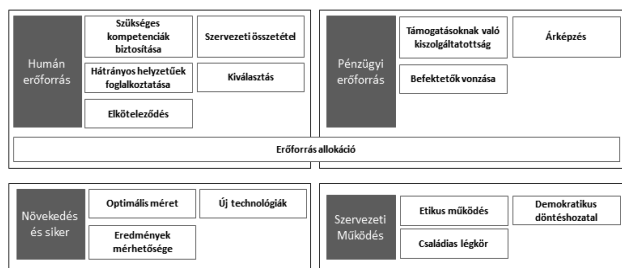 Humán
erőforrás
Szükséges
kompetenciák
biztosítása
Szervezeti összetétel
Hátrányos helyzetűek
foglalkoztatása
Kiválasztás
Elköteleződés
Pénzügyi
erőforrás
Támogatásoknak való
kiszolgáltatottság
Árképzés
Befektetők vonzása
Erőforrás allokáció
Növekedés
és siker
Optimális méret
Új technológiák
Eredmények
mérhetősége
Szervezeti
Működés
Etikus működés
Demokratikus
döntéshozatal
Családias légkör